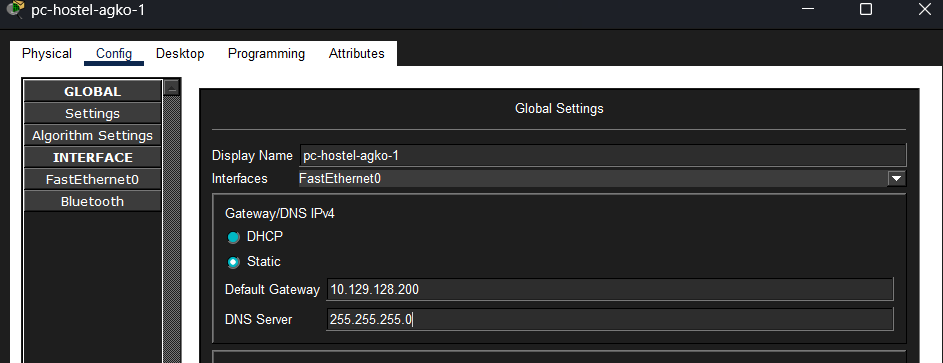 pc-hostel-agko-1
Physical Config Desktop Programming Attributes
GLOBAL
Settings
Algorithm Settings
INTERFACE
FastEthernet0
Bluetooth
Global Settings
Display Name pc-hostel-agko-1
Interfaces FastEthernet0
Gateway/DNS IPv4
DHCP
Static
Default Gateway 10.129.128.200
DNS Server 255.255.255.0